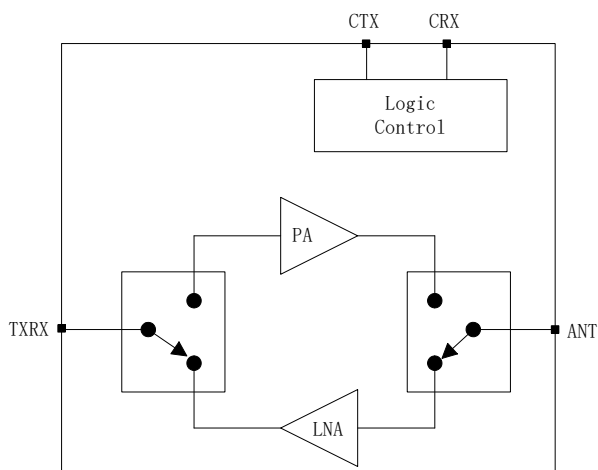 CTX
CRX
Logic
Control
PA
TXRX
ANT
LNA